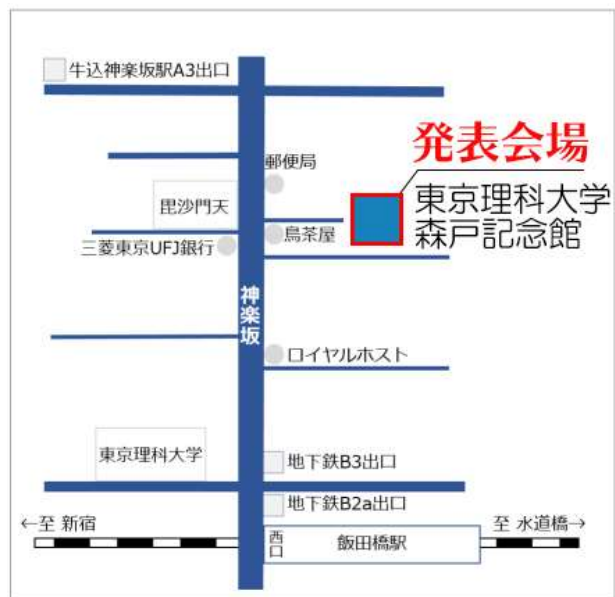 牛込神楽坂駅A3出口
発表会場
郵便局
東京理科大学
森戸記念館
毘沙門天
鳥茶屋
三菱東京UFJ銀行
神楽坂
ロイヤルホスト
東京理科大学
地下鉄B3出口
地下鉄B2a出口
←至 新宿
至 水道橋→
西口
飯田橋駅